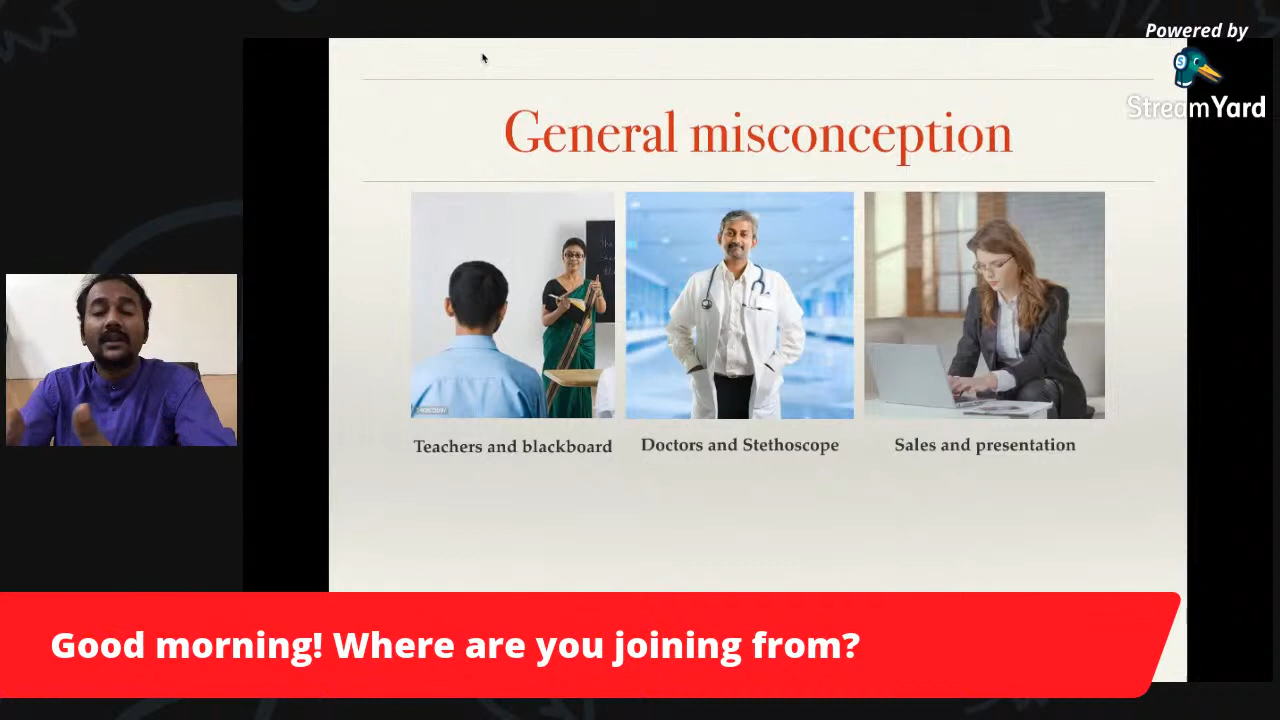 Powered by
StreamYard
General misconception
Teachers and blackboard
Doctors and Stethoscope
Sales and presentation
Good morning! Where are you joining from?